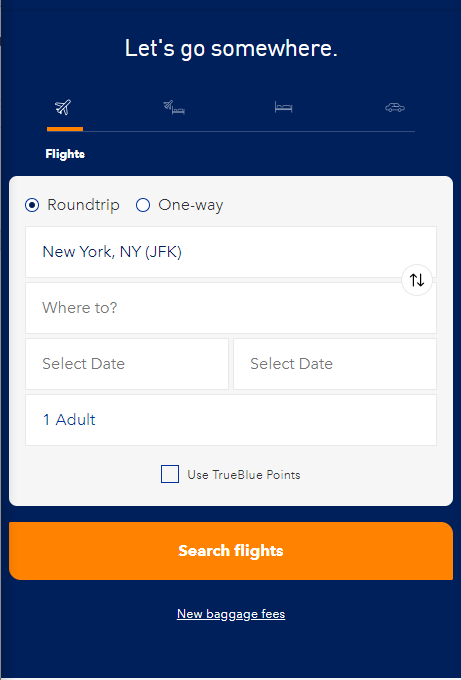 Let's go somewhere.
Flights
Roundtrip One-way
New York, NY (JFK)
Where to?
Select Date Select Date
1 Adult
Use TrueBlue Points
Search flights
New baggage fees